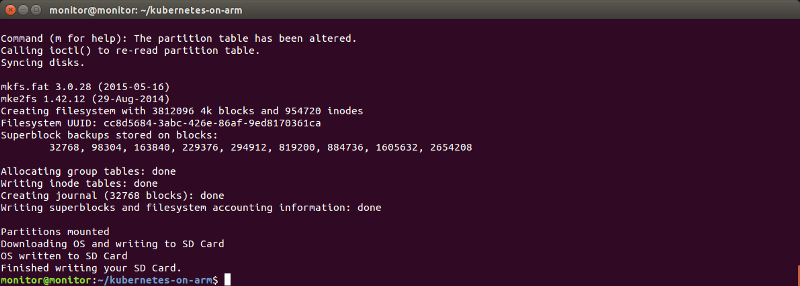 monitor@monitor: ~/kubernetes-on-arm
Command (m for help): The partition table has been altered.
Calling ioctl() to re-read partition table.
Syncing disks.
mkfs.fat 3.0.28 (2015-05-16)
mke2fs 1.42.12 (29-Aug-2014)
Creating filesystem with 3812096 4k blocks and 954720 inodes
Filesystem UUID: cc8d5684-3abc-426e-86af-9ed8170361ca
Superblock backups stored on blocks:
32768, 98304, 163840, 229376, 294912, 819200, 884736, 1605632, 2654208
Allocating group tables: done
Writing inode tables: done
Creating journal (32768 blocks): done
Writing superblocks and filesystem accounting information: done
Partitions mounted
Downloading OS and writing to SD Card
OS written to SD Card
Finished writing your SD Card.
monitor@monitor:~/kubernetes-on-arm$